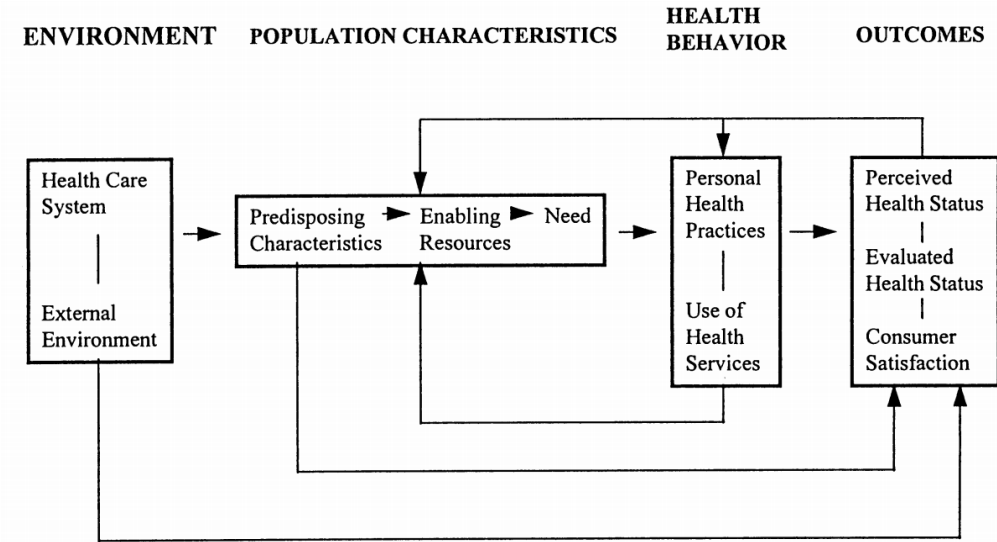 ENVIRONMENT
POPULATION CHARACTERISTICS
HEALTH
BEHAVIOR
OUTCOMES
Health Care
System
External
Environment
Predisposing
Characteristics
Enabling
Resources
Need
Personal
Health
Practices
Use of
Health
Services
Perceived
Health Status
Evaluated
Health Status
Consumer
Satisfaction